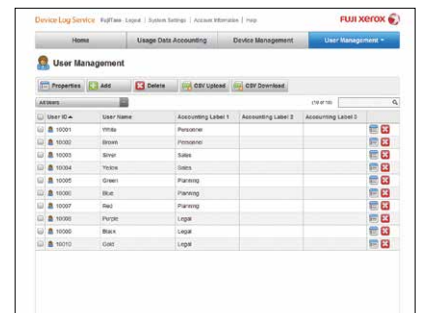 Device Log Service FujiTaro Logout | System Settings | Account Information | Help FUJI XEROX
Home Usage Data Accounting Device Management User Management
User Management
Properties Add Delete CSV Upload CSV Download
All Users
User ID User Name Accounting Label 1 Accounting Label 2 Accounting Label 3
10001 White Personnel
10002 Brown Personnel
10003 Silver Sales
10004 Yellow Sales
10005 Green Planning
10006 Blue Planning
10007 Red Planning
10008 Purple Legal
10009 Black Legal
10010 Gold Legal